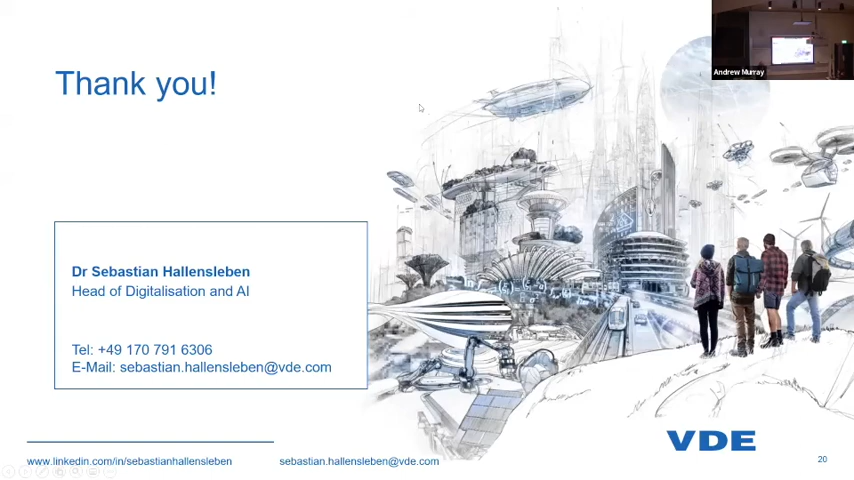 Thank you!
Andrew Murray
Dr Sebastian Hallensleben
Head of Digitalisation and AI
Tel: +49 170 791 6306
E-Mail: sebastian.hallensleben@vde.com
VDE
www.linkedin.com/in/sebastianhallensleben
sebastian.hallensleben@vde.com
20